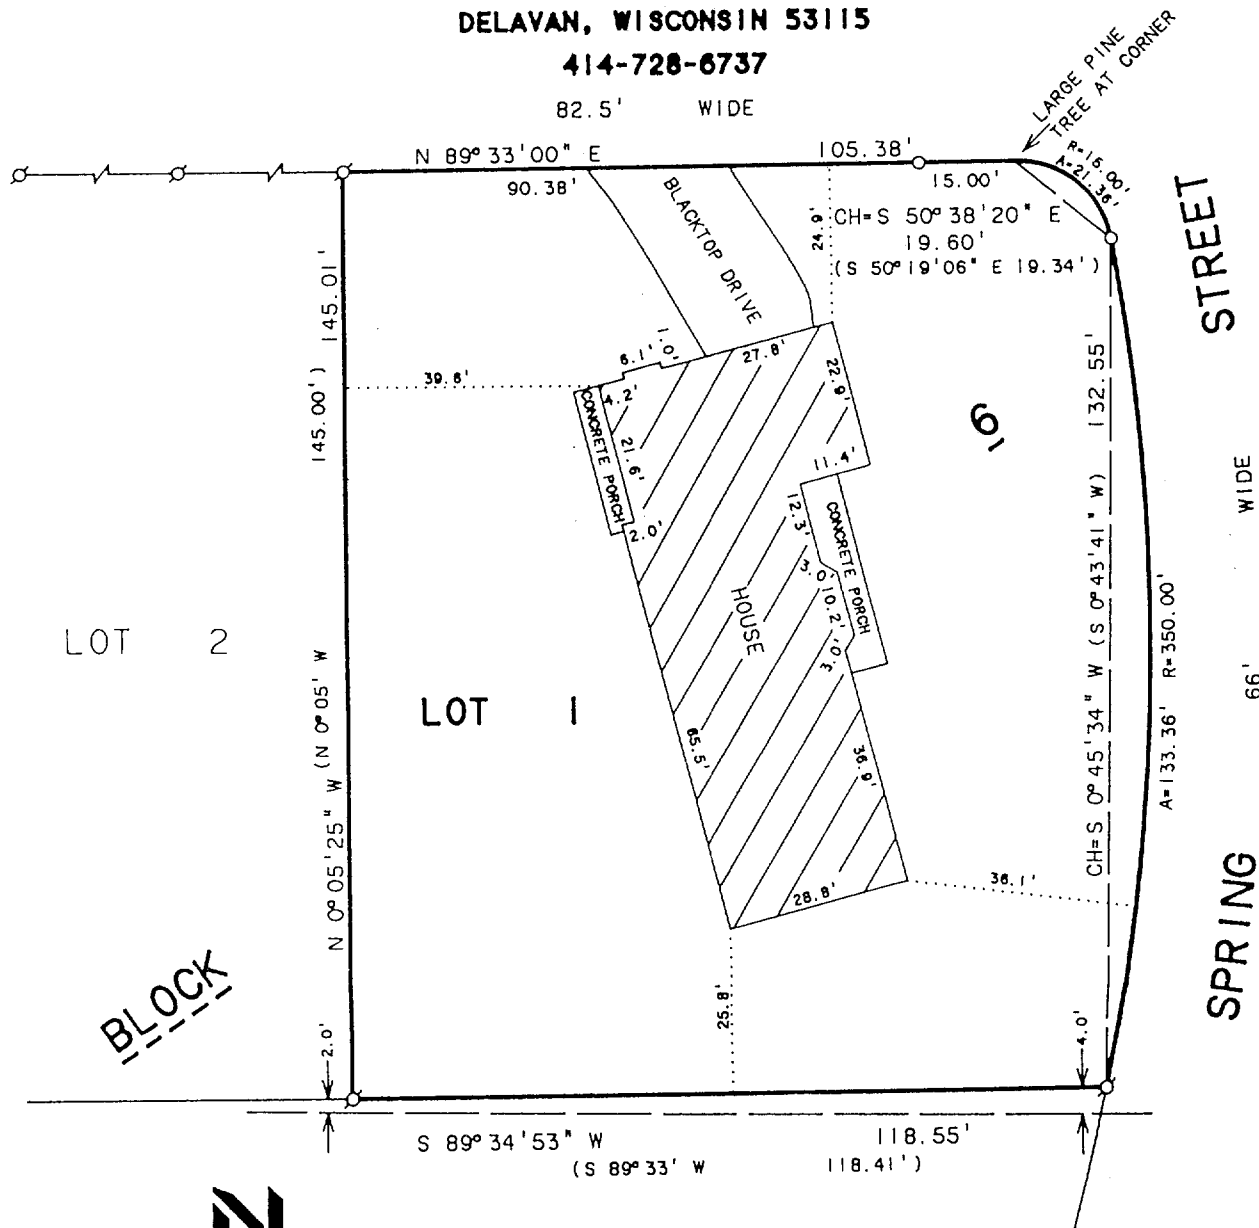 DELAVAN, WISCONSIN 53115
414-728-6737
82.5' WIDE
LARGE PINE
TREE AT CORNER
N 89°33'00" E
105.38'
90.38'
15.00'
R=15.00'
A=21.36'
CH=S 50°38'20" E
19.60'
(S 50°19'06" E 19.34')
BLACKTOP DRIVE
24.9'
STREET
145.01'
(145.00')
39.6'
6.1'
1.0'
27.8'
22.9'
4.2'
CONCRETE PORCH
21.6'
2.0'
11.4'
12.3'
CONCRETE PORCH
3.0'
10.2'
3.0'
HOUSE
16
132.55'
WIDE
66'
LOT 2
LOT 1
N 0°05'25" W (N 0°05' W
65.5'
36.9'
28.8'
36.1'
25.8'
CH=S 0°45'34" W (S 0°43'41" W)
A=133.36' R=350.00'
SPRING
BLOCK
2.0'
4.0'
S 89°34'53" W
118.55'
(S 89°33' W 118.41')
N